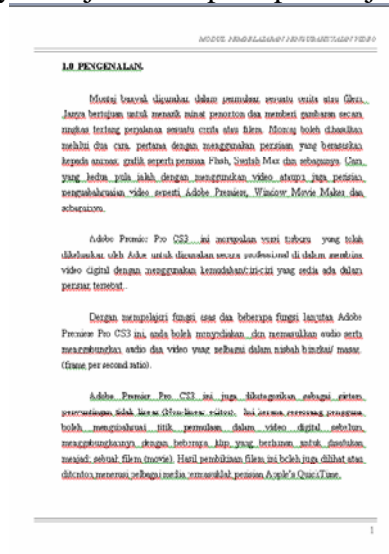 MODUL PEMBELAJARAN PENGUBAHSUAIAN VIDEO
1.0 PENGENALAN.
Montaj banyak digunakan dalam permulaan sesuatu cerita atau filem.
Ianya bertujuan untuk menarik minat penonton dan memberi gambaran secara
ringkas tentang perjalanan sesuatu cerita atau filem. Montaj boleh dihasilkan
melalui dua cara, pertama dengan menggunakan perisian yang berasaskan
kepada animasi, grafik seperti perisian Flash, Swish Max dan sebagainya. Cara
yang kedua pula ialah dengan menggunakan video ataupun juga perisian
pengubahsuaian video seperti Adobe Premiere, Window Movie Maker dan
sebagainya.
Adobe Premier Pro CS3 ini merupakan versi terbaru yang telah
dikeluarkan oleh Adobe untuk digunakan secara professional di dalam membina
video digital dengan menggunakan kemudahan/ciri-ciri yang sedia ada dalam
perisian tersebut.
Dengan mempelajari fungsi asas dan beberapa fungsi lanjutan Adobe
Premiere Pro CS3 ini, anda boleh menyediakan dan memasukkan audio serta
menggabungkan audio dan video yang pelbagai dalam nisbah bingkai/ masa.
(frame per second ratio).
Adobe Premier Pro CS3 ini juga dikategorikan sebagai sistem
penyuntingan tidak linear (Non-linear editor). Ini kerana seseorang pengguna
boleh mengubahsuai titik permulaan dalam video digital sebelum
menggabungkannya dengan beberapa klip yang berlainan untuk disatukan
menjadi sebuah filem (movie). Hasil pembikinan filem ini boleh juga dilihat atau
ditonton menerusi pelbagai media termasuklah perisian Apple's QuickTime.
1